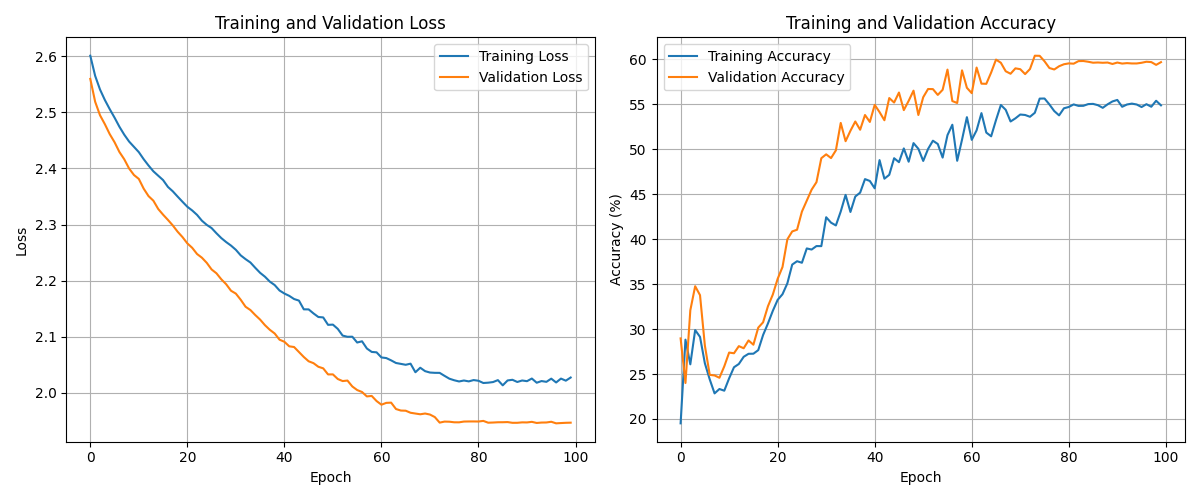 Training and Validation Loss
Training Loss
Validation Loss
2.6
2.5
2.4
2.3
2.2
2.1
2.0
Loss
0 20 40 60 80 100
Epoch
Training and Validation Accuracy
Training Accuracy
Validation Accuracy
60
55
50
45
40
35
30
25
20
Accuracy (%)
0 20 40 60 80 100
Epoch